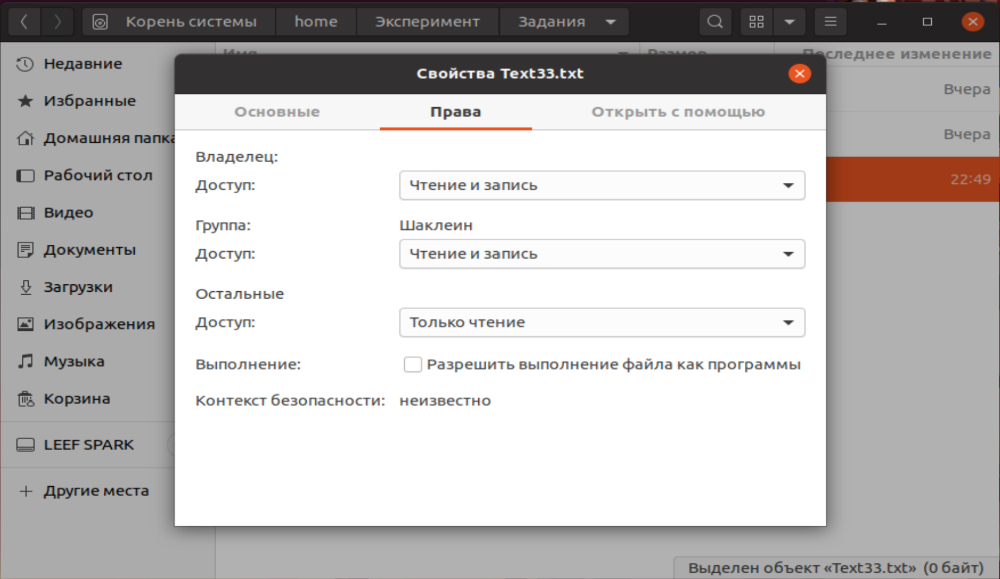 Корень системы home Эксперимент Задания
Имя Размер Последнее изменение
Недавние
Избранные
Домашняя папка
Рабочий стол
Видео
Документы
Загрузки
Изображения
Музыка
Корзина
LEEF SPARK
Другие места
Свойства Text33.txt
Основные Права Открыть с помощью
Владелец:
Доступ: Чтение и запись
Группа: Шаклеин
Доступ: Чтение и запись
Остальные
Доступ: Только чтение
Выполнение: Разрешить выполнение файла как программы
Контекст безопасности: неизвестно
Вчера
Вчера
22:49
Выделен объект «Text33.txt» (0 байт)